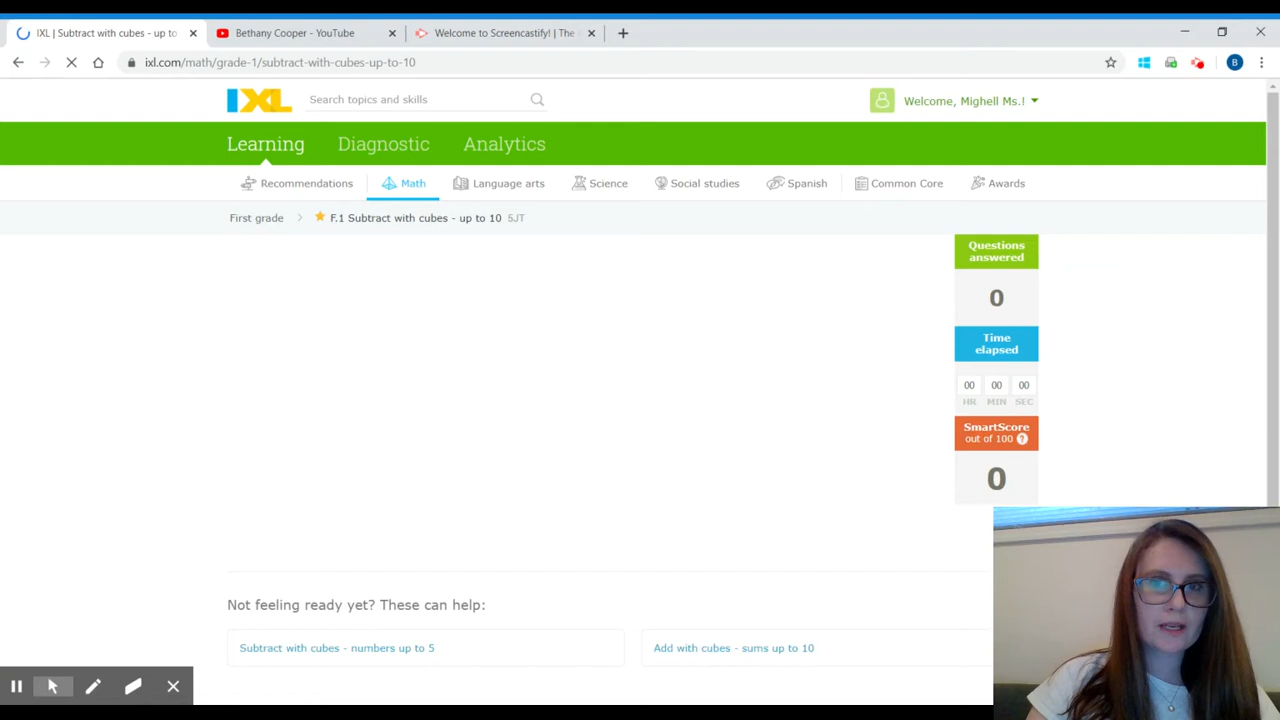 IXL | Subtract with cubes - up to
Bethany Cooper - YouTube
Welcome to Screencastify! | The
ixl.com/math/grade-1/subtract-with-cubes-up-to-10
B
IXL
Search topics and skills
Welcome, Mighell Ms.!
Learning
Diagnostic
Analytics
Recommendations
Math
Language arts
Science
Social studies
Spanish
Common Core
Awards
First grade
F.1 Subtract with cubes - up to 10 5JT
Questions
answered
0
Time
elapsed
00 00 00
HR MIN SEC
SmartScore
out of 100 ?
0
Not feeling ready yet? These can help:
Subtract with cubes - numbers up to 5
Add with cubes - sums up to 10